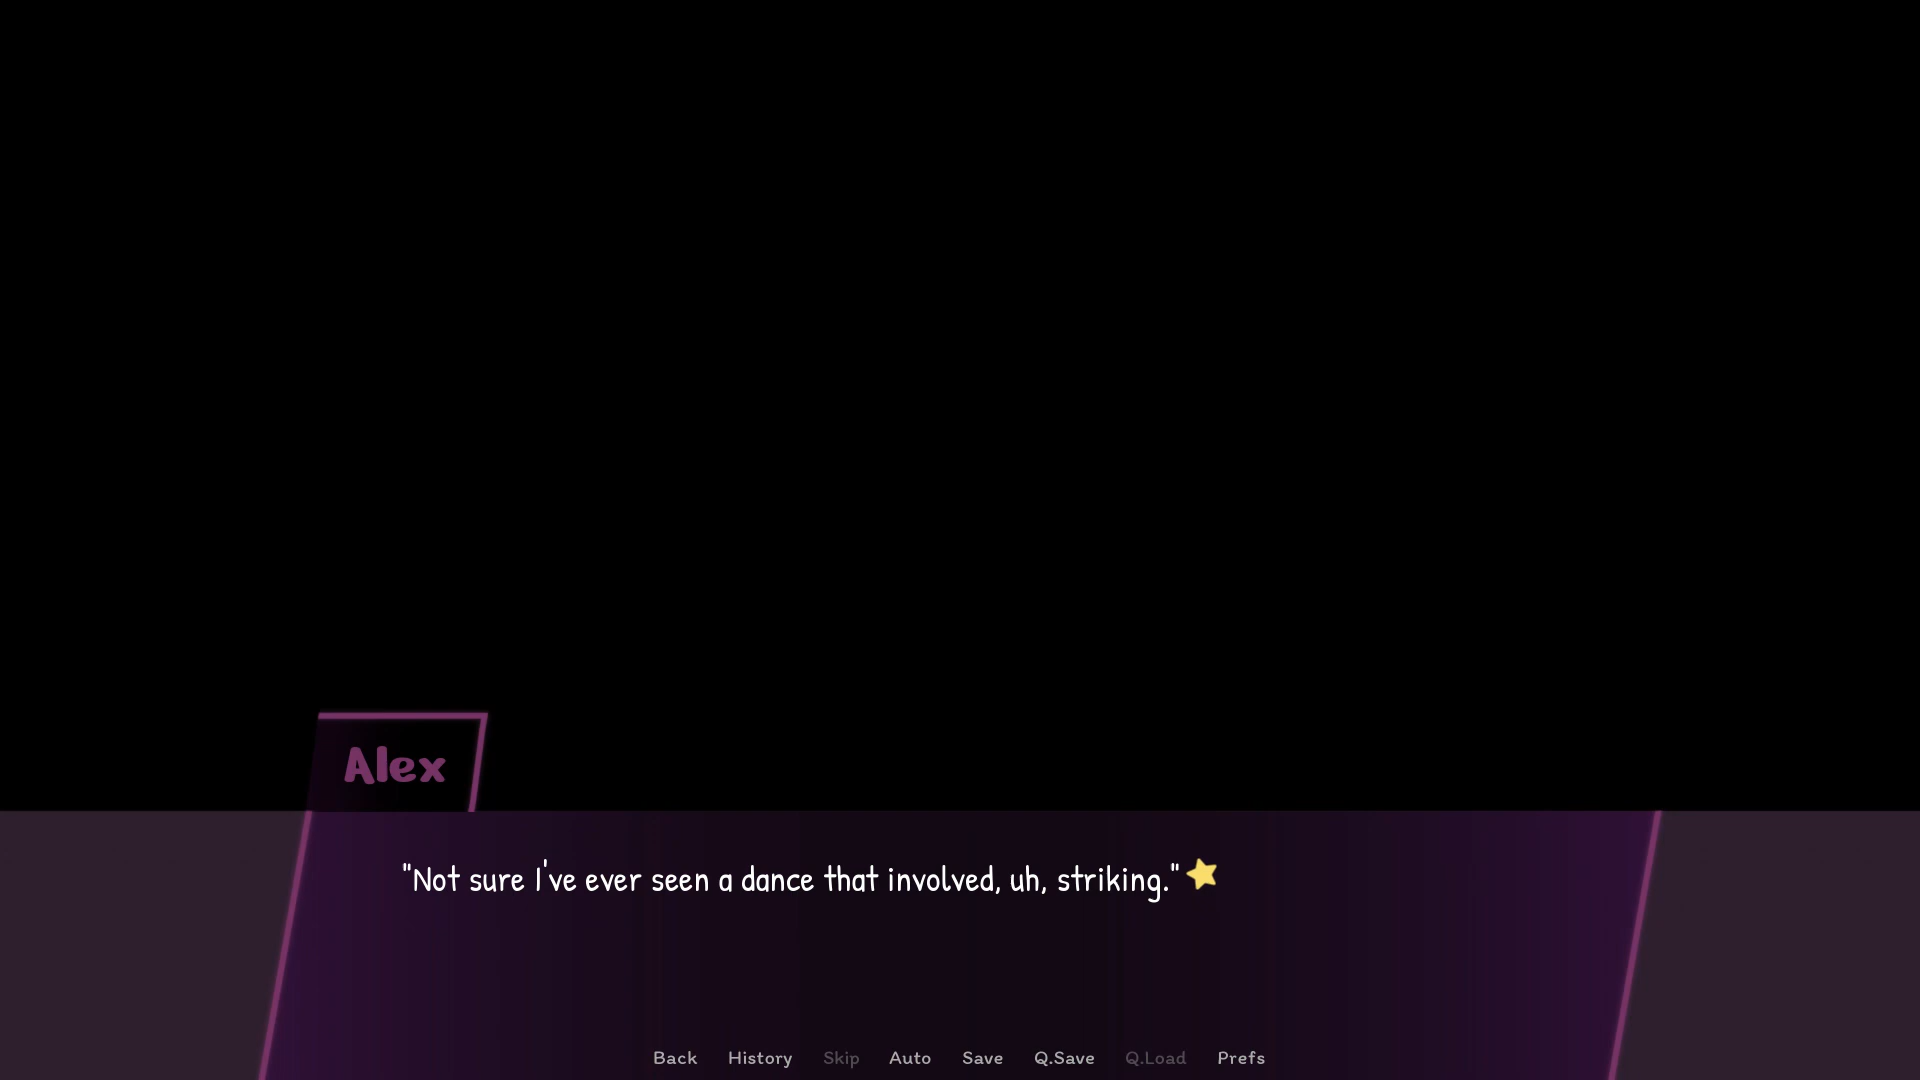 Alex
"Not sure I've ever seen a dance that involved, uh, striking."
Back History Skip Auto Save Q.Save Q.Load Prefs